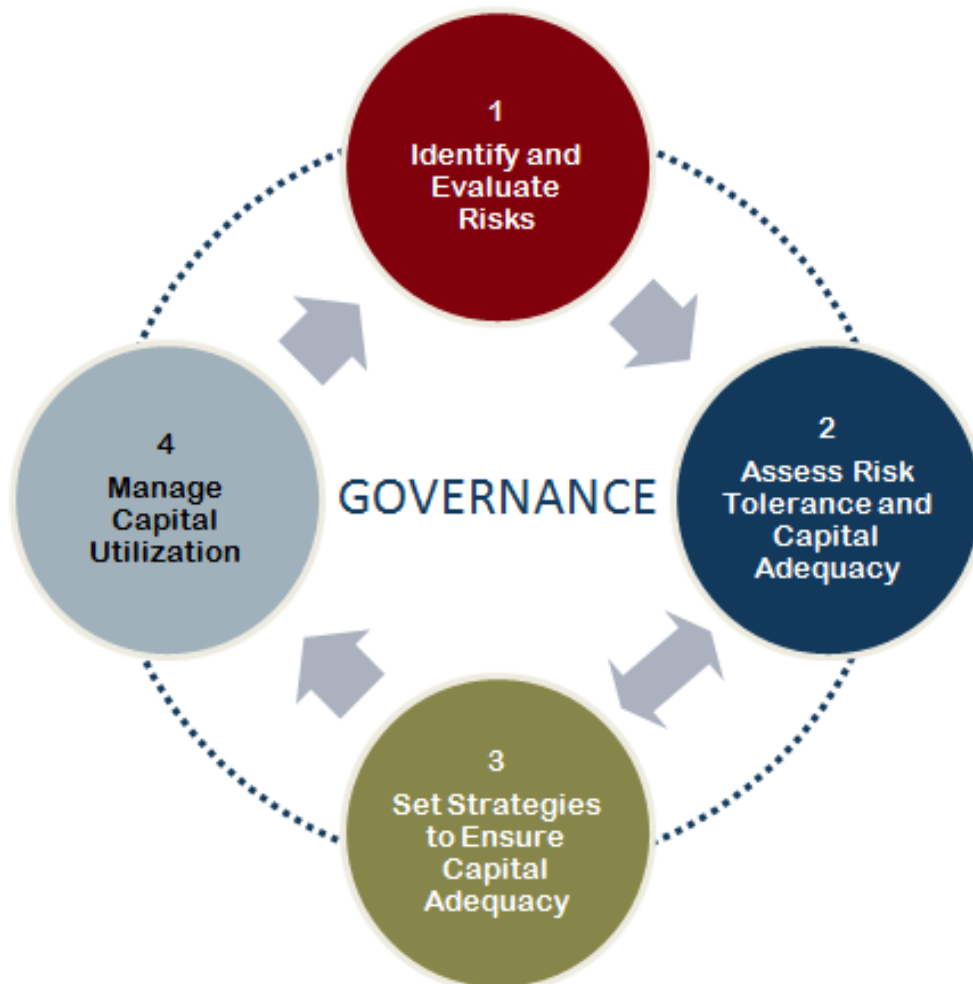 1
Identify and
Evaluate
Risks
2
Assess Risk
Tolerance and
Capital
Adequacy
GOVERNANCE
4
Manage
Capital
Utilization
3
Set Strategies
to Ensure
Capital
Adequacy